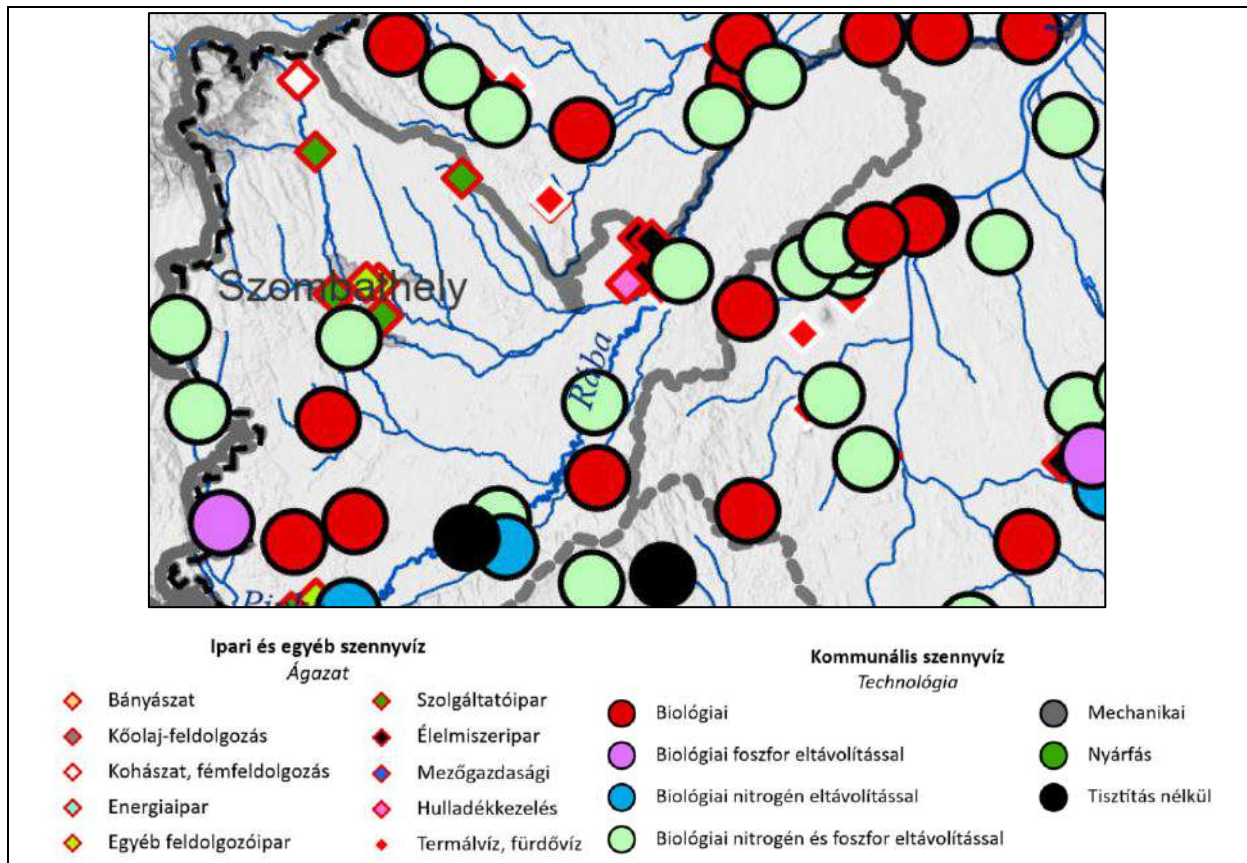 Szombathely
Rába
Ipari és egyéb szennyvíz
Ágazat
Bányászat
Kőolaj-feldolgozás
Kohászat, fémfeldolgozás
Energiaipar
Egyéb feldolgozóipar
Szolgáltatóipar
Élelmiszeripar
Mezőgazdasági
Hulladékkezelés
Termálvíz, fürdővíz
Kommunális szennyvíz
Technológia
Biológiai
Biológiai foszfor eltávolítással
Biológiai nitrogén eltávolítással
Biológiai nitrogén és foszfor eltávolítással
Mechanikai
Nyárfás
Tisztítás nélkül